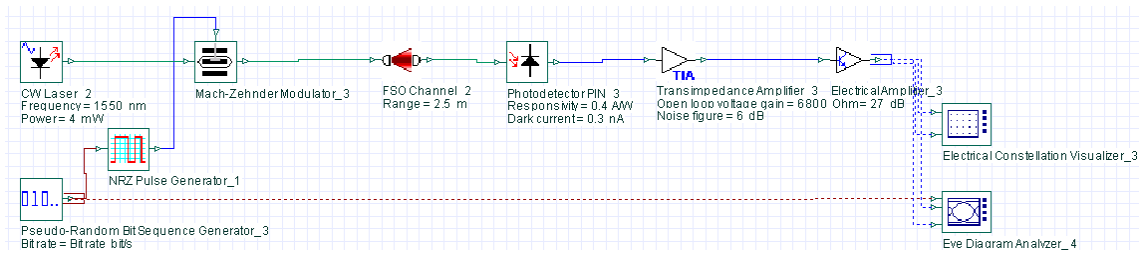 CW Laser_2
Frequency = 1550 nm
Power = 4 mW
Mach-Zehnder Modulator_3
FSO Channel_2
Range = 2.5 m
Photodetector PIN_3
Responsivity = 0.4 A/W
Dark current = 0.3 nA
TIA
Transimpedance Amplifier_3
Open loop voltage gain = 6800
Noise figure = 6 dB
Electrical Amplifier_3
Ohm= 27 dB
NRZ Pulse Generator_1
Electrical Constellation Visualizer_3
Pseudo-Random Bit Sequence Generator_3
Bitrate = Bitrate bit/s
Eye Diagram Analyzer_4